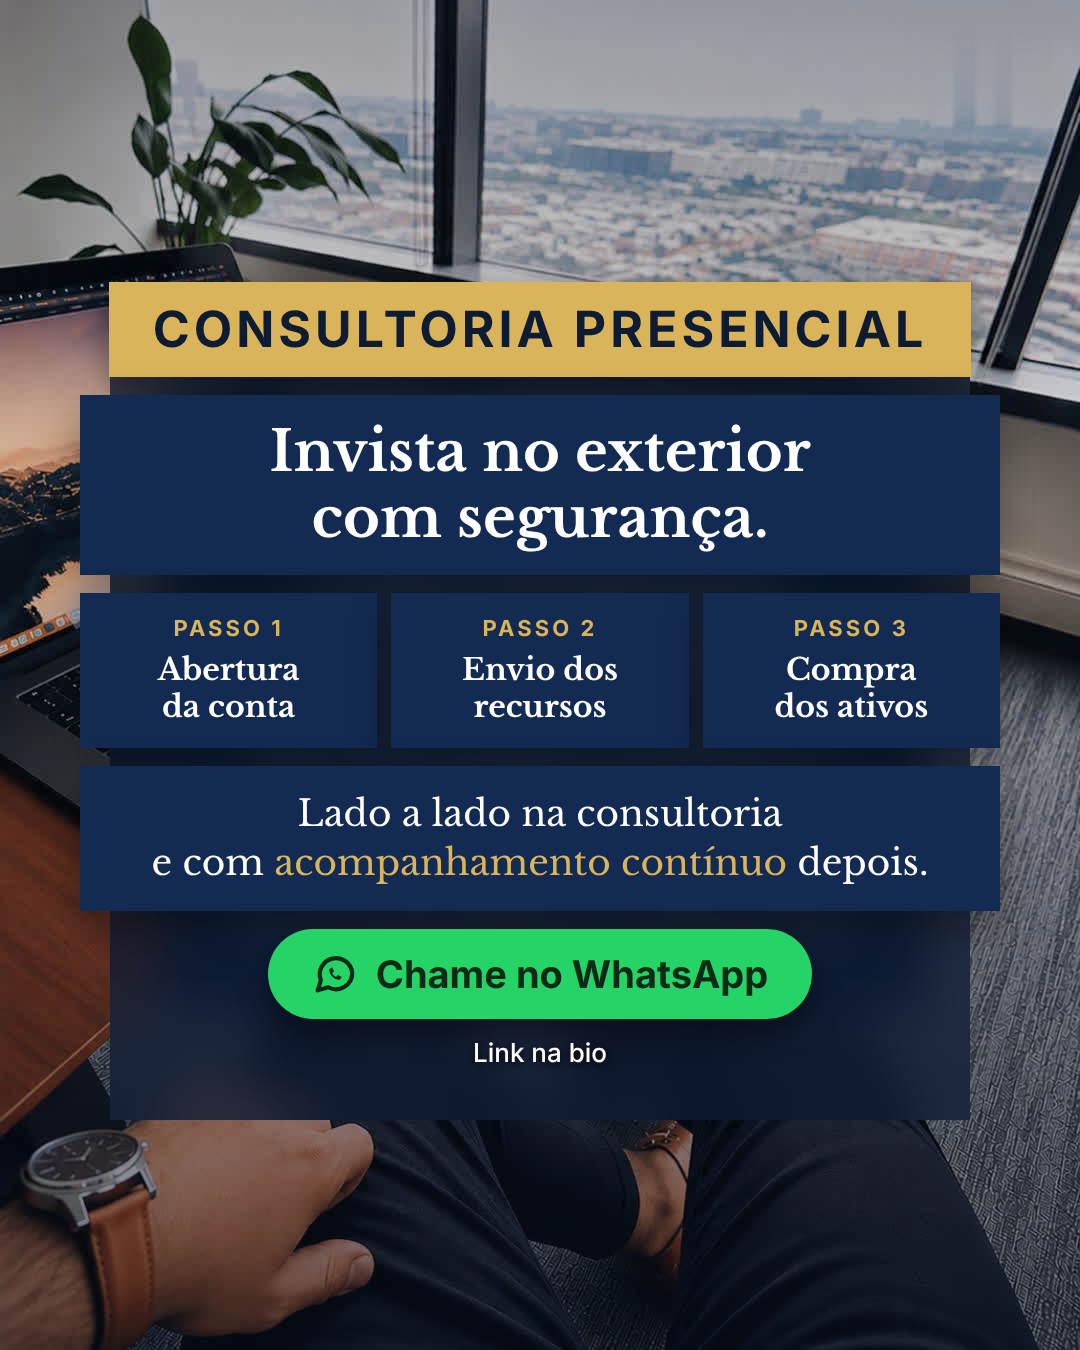 CONSULTORIA PRESENCIAL
Invista no exterior
com segurança.
PASSO 1
Abertura
da conta
PASSO 2
Envio dos
recursos
PASSO 3
Compra
dos ativos
Lado a lado na consultoria
e com acompanhamento contínuo depois.
Chame no WhatsApp
Link na bio